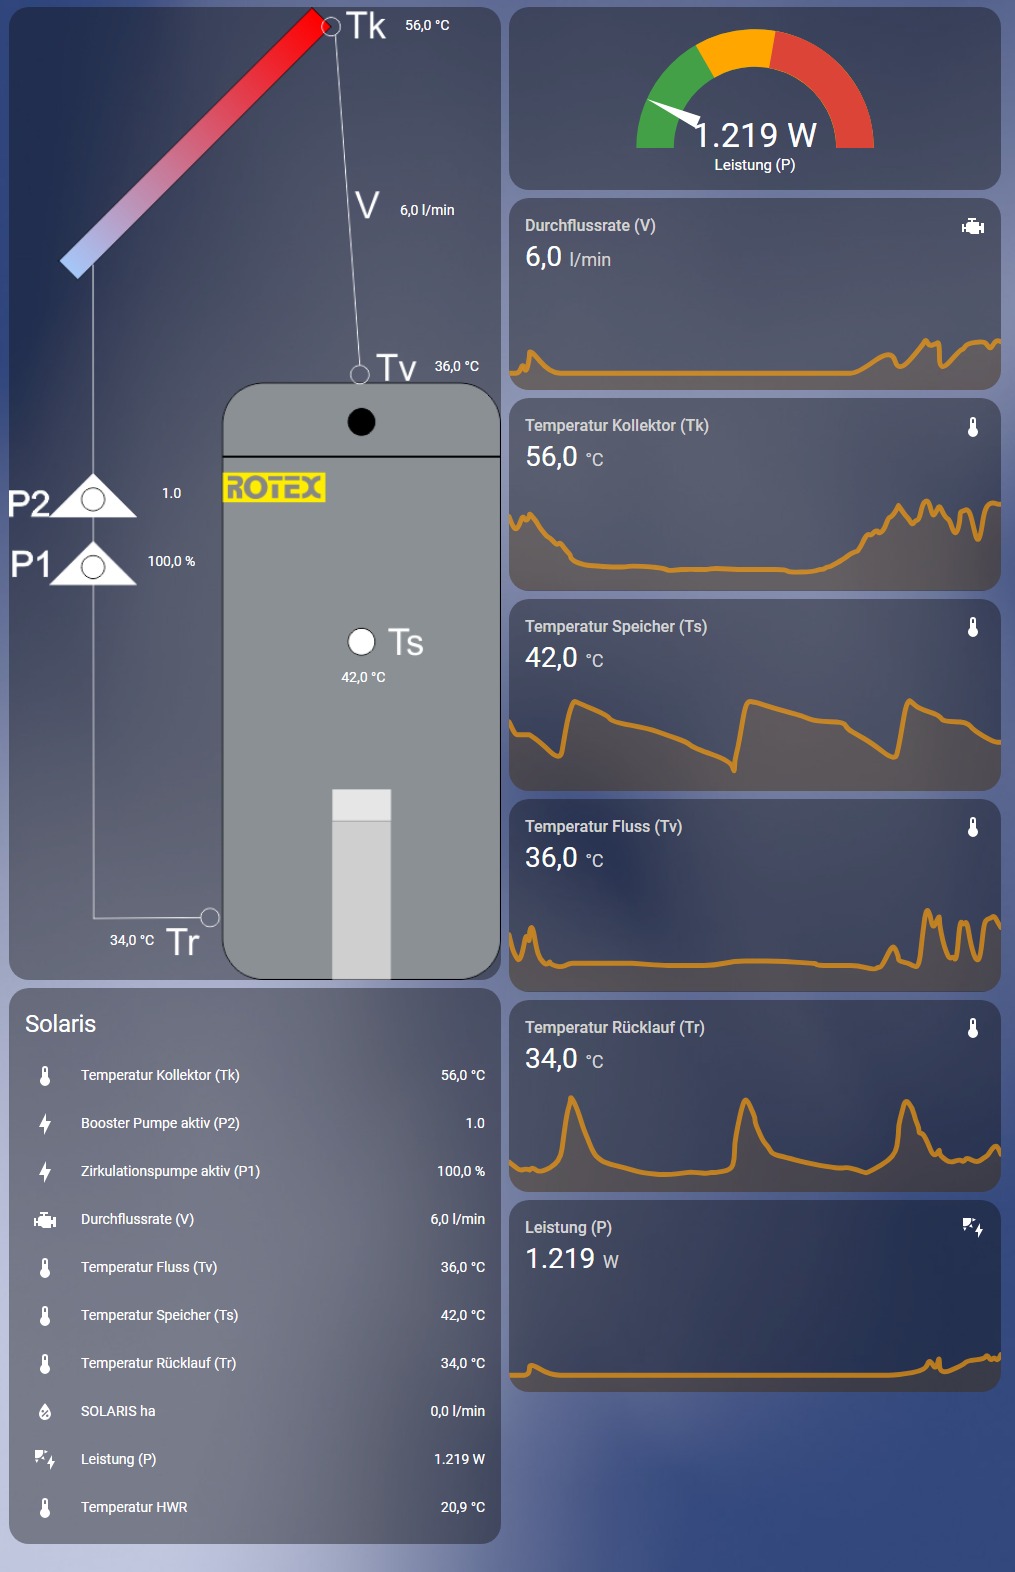 Tk 56,0 °C
V 6,0 l/min
Tv 36,0 °C
ROTEX
P2 1.0
P1 100,0 %
Ts
42,0 °C
34,0 °C Tr
Solaris
Temperatur Kollektor (Tk) 56,0 °C
Booster Pumpe aktiv (P2) 1.0
Zirkulationspumpe aktiv (P1) 100,0 %
Durchflussrate (V) 6,0 l/min
Temperatur Fluss (Tv) 36,0 °C
Temperatur Speicher (Ts) 42,0 °C
Temperatur Rücklauf (Tr) 34,0 °C
SOLARIS ha 0,0 l/min
Leistung (P) 1.219 W
Temperatur HWR 20,9 °C
1.219 W
Leistung (P)
Durchflussrate (V)
6,0 l/min
Temperatur Kollektor (Tk)
56,0 °C
Temperatur Speicher (Ts)
42,0 °C
Temperatur Fluss (Tv)
36,0 °C
Temperatur Rücklauf (Tr)
34,0 °C
Leistung (P)
1.219 W